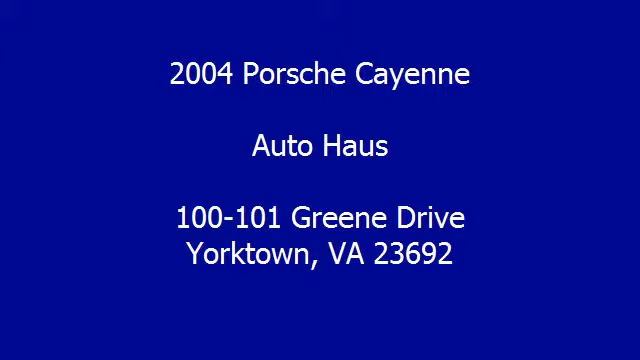 2004 Porsche Cayenne
Auto Haus
100-101 Greene Drive
Yorktown, VA 23692